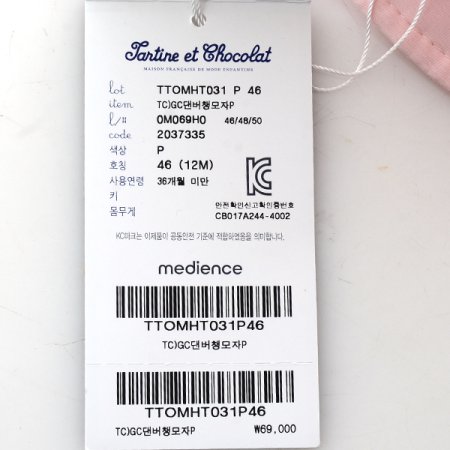 Tartine et Chocolat
MAISON FRANÇAISE DE MODE ENFANTINE
lot TTOMHT031 P 46
item TC)GC댄버챙모자P
l/# 0M069H0 46/48/50
code 2037335
색상 P
호칭 46 (12M)
사용연령 36개월 미만
키
몸무게
안전확인신고확인증번호
CB017A244-4002
KC마크는 이제품이 공통안전 기준에 적합하였음을 의미합니다.
medience
TTOMHT031P46
TC)GC댄버챙모자P
TTOMHT031P46
TC)GC댄버챙모자P ₩69,000